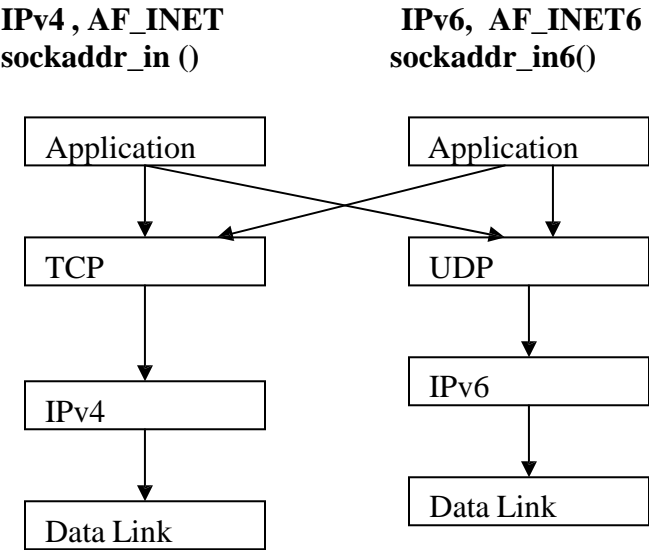 IPv4 , AF_INET
sockaddr_in ()
IPv6, AF_INET6
sockaddr_in6()
Application
Application
TCP
UDP
IPv4
IPv6
Data Link
Data Link